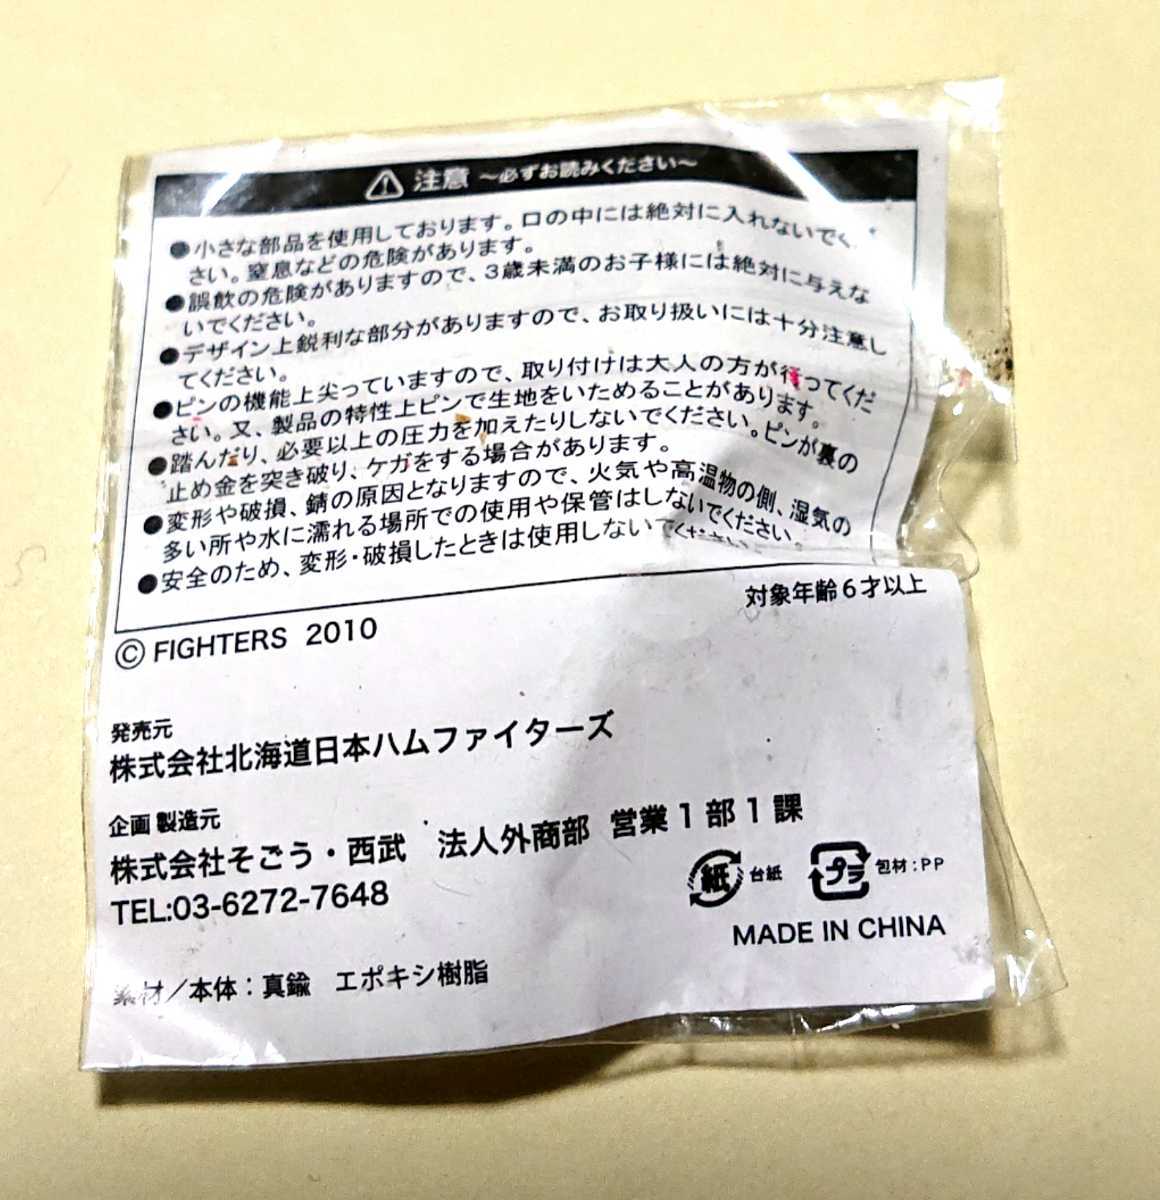 注意 ～必ずお読みください～
●小さな部品を使用しております。口の中には絶対に入れないでく
さい。窒息などの危険があります。
●誤飲の危険がありますので、3歳未満のお子様には絶対に与えな
いでください。
●デザイン上鋭利な部分がありますので、お取り扱いには十分注意し
てください。
●ピンの機能上尖っていますので、取り付けは大人の方が行ってくだ
さい。又、製品の特性上ピンで生地をいためることがあります。
●踏んだり、必要以上の圧力を加えたりしないでください。ピンが裏の
止め金を突き破り、ケガをする場合があります。
●変形や破損、錆の原因となりますので、火気や高温物の側、湿気の
多い所や水に濡れる場所での使用や保管はしないでください。
●安全のため、変形・破損したときは使用しないでください。
対象年齢6才以上
© FIGHTERS 2010
発売元
株式会社北海道日本ハムファイターズ
企画 製造元
株式会社そごう・西武 法人外商部 営業1部1課
TEL:03-6272-7648
紙 台紙 プラ 包材:PP
MADE IN CHINA
素材／本体:真鍮 エポキシ樹脂